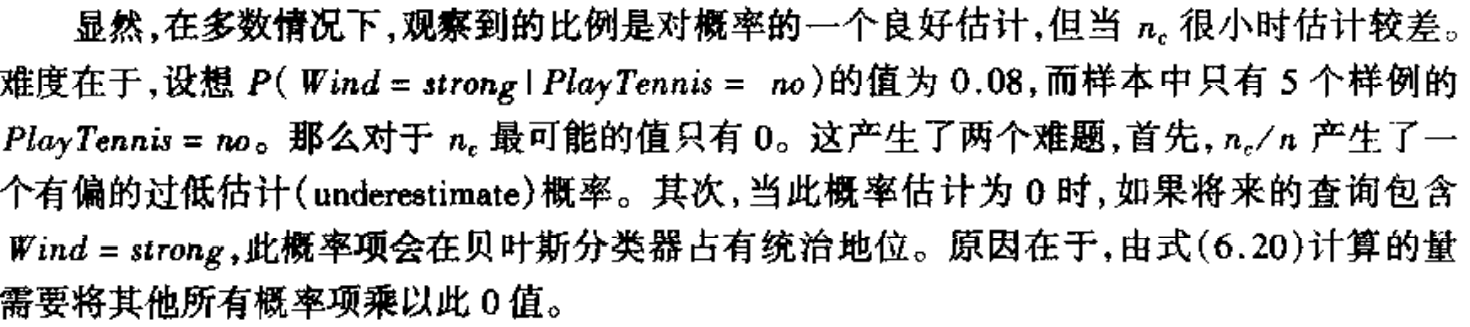 显然,在多数情况下,观察到的比例是对概率的一个良好估计,但当 n_c 很小时估计较差。
难度在于,设想 P( Wind = strong | PlayTennis = no)的值为 0.08,而样本中只有 5 个样例的
PlayTennis = no。那么对于 n_c 最可能的值只有 0。这产生了两个难题,首先, n_c/ n 产生了一
个有偏的过低估计(underestimate)概率。其次,当此概率估计为 0 时,如果将来的查询包含
Wind = strong,此概率项会在贝叶斯分类器占有统治地位。原因在于,由式(6.20)计算的量
需要将其他所有概率项乘以此 0 值。